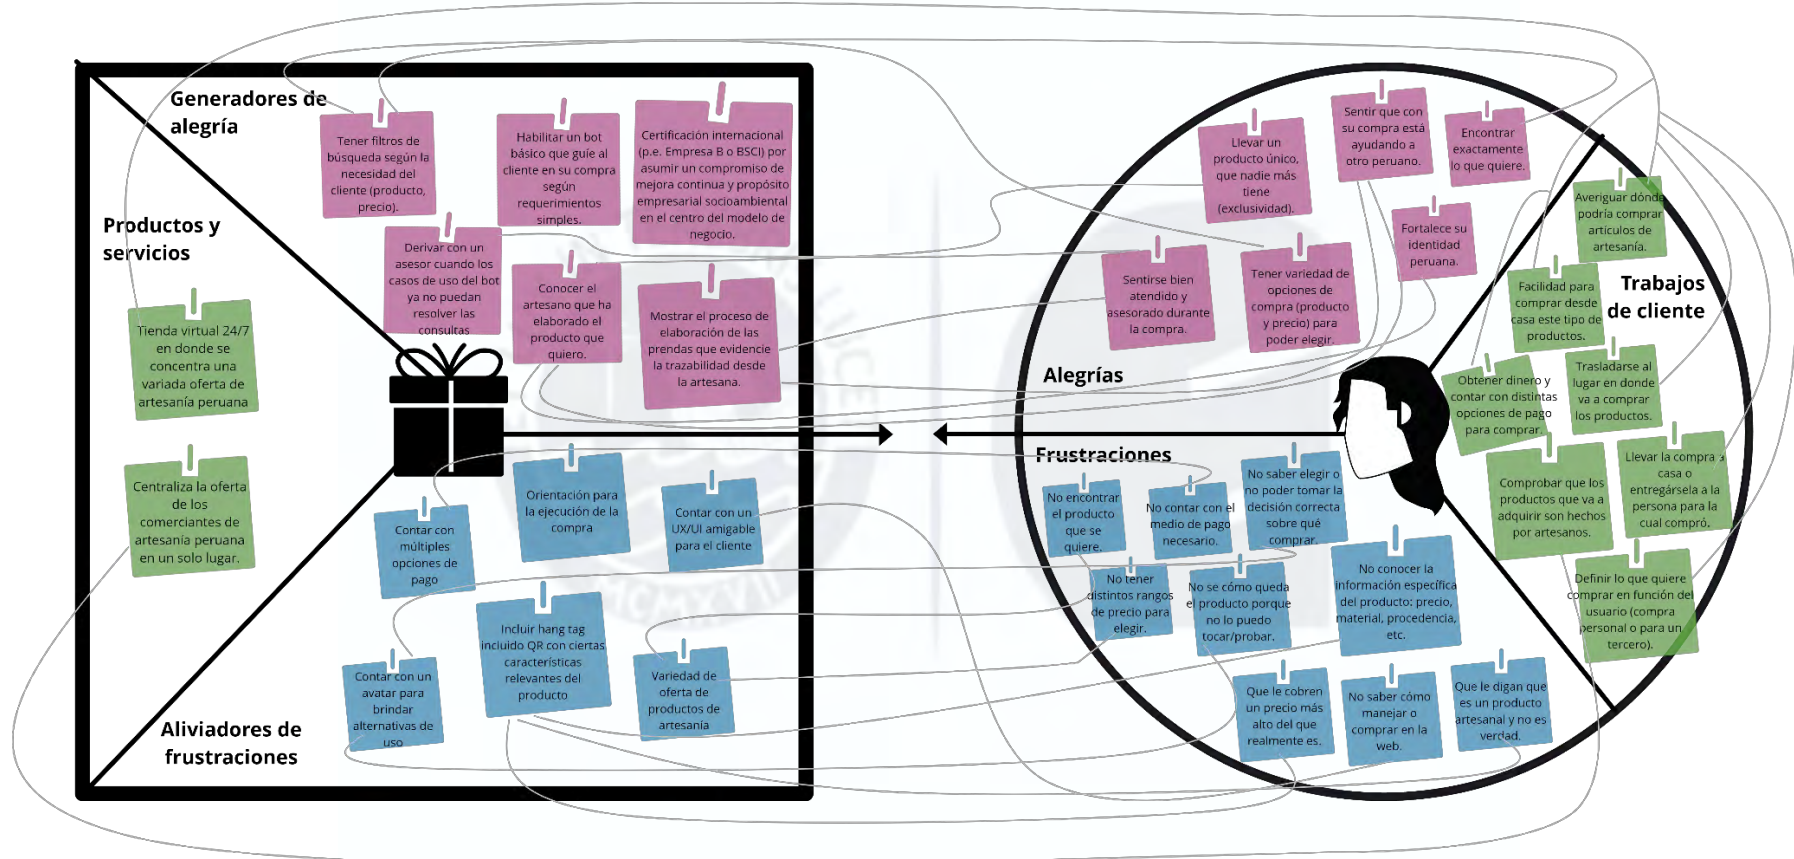 Generadores de
alegría
Tener filtros de
búsqueda según la
necesidad del
cliente (producto,
precio).
Habilitar un bot
básico que guíe al
cliente en su compra
según
requerimientos
simples.
Certificación internacional
(p.e. Empresa B o BSCI) por
asumir un compromiso de
mejora continua y propósito
empresarial socioambiental
en el centro del modelo de
negocio.
Derivar con un
asesor cuando los
casos de uso del bot
ya no puedan
resolver las
consultas
Conocer el
artesano que ha
elaborado el
producto que
quiero.
Mostrar el proceso de
elaboración de las
prendas que evidencie
la trazabilidad desde
la artesana.
Productos y
servicios
Tienda virtual 24/7
en donde se
concentra una
variada oferta de
artesanía peruana
Centraliza la oferta
de los
comerciantes de
artesanía peruana
en un solo lugar.
Contar con
múltiples
opciones de
pago
Orientación para
la ejecución de la
compra
Contar con un
UX/UI amigable
para el cliente
Incluir hang tag
incluido QR con ciertas
características
relevantes del
producto
Contar con un
avatar para
brindar
alternativas de
uso
Variedad de
oferta de
productos de
artesanía
Aliviadores de
frustraciones
Llevar un
producto único,
que nadie más
tiene
(exclusividad).
Sentir que con
su compra está
ayudando a
otro peruano.
Encontrar
exactamente
lo que quiere.
Fortalece su
identidad
peruana.
Sentirse bien
atendido y
asesorado durante
la compra.
Tener variedad de
opciones de
compra (producto
y precio) para
poder elegir.
Alegrías
Frustraciones
No encontrar
el producto
que se
quiere.
No contar con el
medio de pago
necesario.
No saber elegir o
no poder tomar la
decisión correcta
sobre qué
comprar.
No tener
distintos rangos
de precio para
elegir.
No se cómo queda
el producto porque
no lo puedo
tocar/probar.
No conocer la
información específica
del producto: precio,
material, procedencia,
etc.
Que le cobren
un precio más
alto del que
realmente es.
No saber cómo
manejar o
comprar en la
web.
Que le digan que
es un producto
artesanal y no es
verdad.
Trabajos
de cliente
Averiguar dónde
podría comprar
artículos de
artesanía.
Facilidad para
comprar desde
casa este tipo de
productos.
Obtener dinero y
contar con distintas
opciones de pago
para comprar.
Trasladarse al
lugar en donde
va a comprar
los productos.
Comprobar que los
productos que va a
adquirir son hechos
por artesanos.
Llevar la compra a
casa o
entregársela a la
persona para la
cual compró.
Definir lo que quiere
comprar en función del
usuario (compra
personal o para un
tercero).
MCMXVII